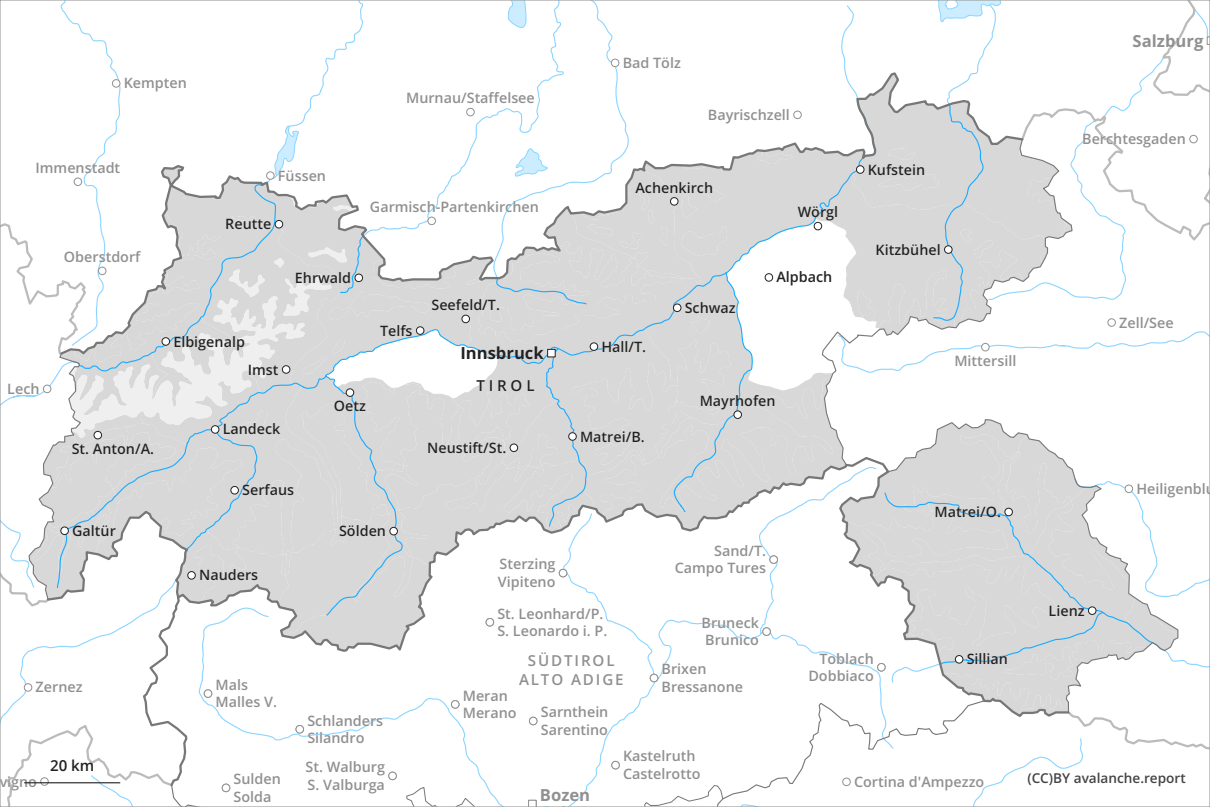 Salzburg
Bad Tölz
Kempten
Murnau/Staffelsee
Bayrischzell
Berchtesgaden
Immenstadt
Füssen
Kufstein
Achenkirch
Garmisch-Partenkirchen
Wörgl
Reutte
Kitzbühel
Oberstdorf
Ehrwald
Alpbach
Seefeld/T.
Schwaz
Telfs
Zell/See
Elbigenalp
Innsbruck
Hall/T.
Mittersill
Imst
TIROL
Lech
Oetz
Mayrhofen
Landeck
Matrei/B.
St. Anton/A.
Neustift/St.
Serfaus
Heiligenblu
Matrei/O.
Galtür
Sölden
Sand/T.
Campo Tures
Sterzing
Vipiteno
Nauders
St. Leonhard/P.
S. Leonardo i. P.
Lienz
Bruneck
Brunico
SÜDTIROL
ALTO ADIGE
Toblach
Dobbiaco
Sillian
Brixen
Bressanone
Zernez
Mals
Malles V.
Meran
Merano
Sarnthein
Sarentino
Schlanders
Silandro
Kastelruth
Castelrotto
20 km
St. Walburg
S. Valburga
vigno
Sulden
Solda
Cortina d'Ampezzo
(CC)BY avalanche.report
Bozen